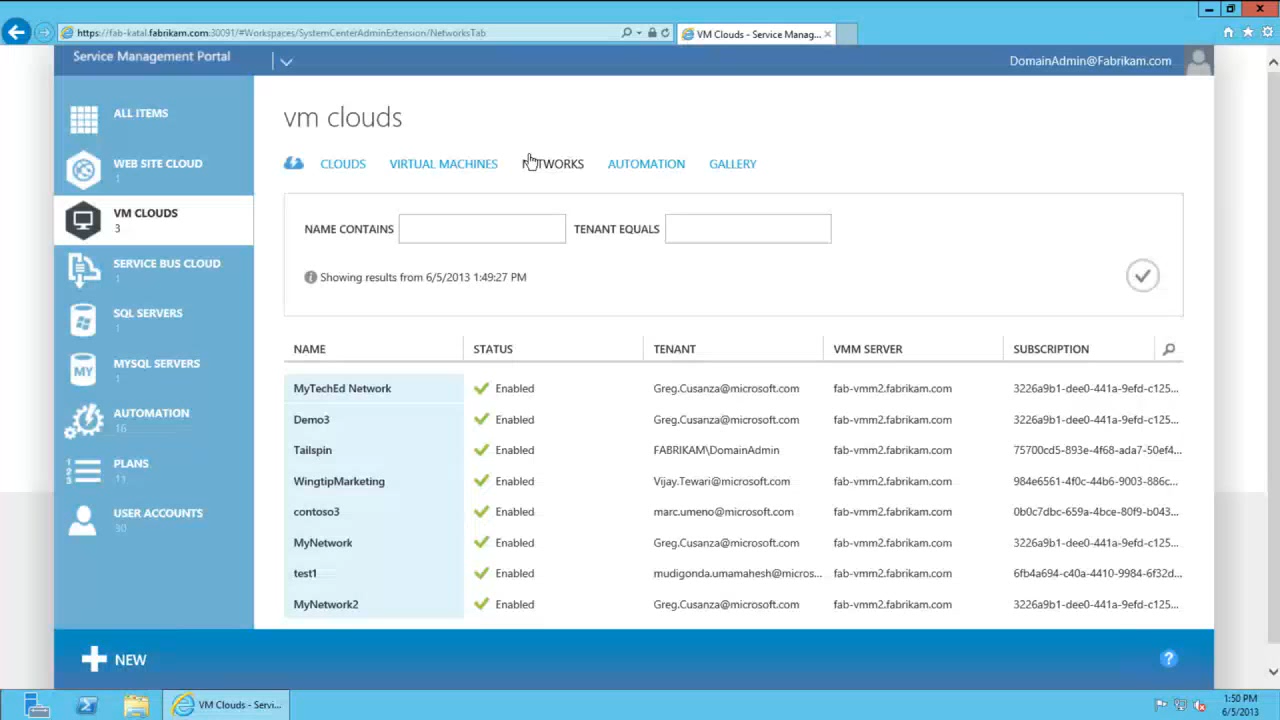 https://fab-katal.fabrikam.com:30091/#Workspaces/SystemCenterAdminExtension/NetworksTab
VM Clouds - Service Manag...
Service Management Portal
DomainAdmin@Fabrikam.com
ALL ITEMS
WEB SITE CLOUD
1
VM CLOUDS
3
SERVICE BUS CLOUD
1
SQL SERVERS
1
MYSQL SERVERS
1
MY
AUTOMATION
16
PLANS
11
USER ACCOUNTS
30
vm clouds
CLOUDS VIRTUAL MACHINES NETWORKS AUTOMATION GALLERY
NAME CONTAINS TENANT EQUALS
Showing results from 6/5/2013 1:49:27 PM
NAME STATUS TENANT VMM SERVER SUBSCRIPTION
MyTechEd Network Enabled Greg.Cusanza@microsoft.com fab-vmm2.fabrikam.com 3226a9b1-dee0-441a-9efd-c125...
Demo3 Enabled Greg.Cusanza@microsoft.com fab-vmm2.fabrikam.com 3226a9b1-dee0-441a-9efd-c125...
Tailspin Enabled FABRIKAM\DomainAdmin fab-vmm2.fabrikam.com 75700cd5-893e-4f68-ada7-50ef4...
WingtipMarketing Enabled Vijay.Tewari@microsoft.com fab-vmm2.fabrikam.com 984e6561-4f0c-44b6-9003-886c...
contoso3 Enabled marc.umeno@microsoft.com fab-vmm2.fabrikam.com 0b0c7dbc-659a-4bce-80f9-b043...
MyNetwork Enabled Greg.Cusanza@microsoft.com fab-vmm2.fabrikam.com 3226a9b1-dee0-441a-9efd-c125...
test1 Enabled mudigonda.umamahesh@micros... fab-vmm2.fabrikam.com 6fb4a694-c40a-4410-9984-6f32d...
MyNetwork2 Enabled Greg.Cusanza@microsoft.com fab-vmm2.fabrikam.com 3226a9b1-dee0-441a-9efd-c125...
NEW
?
VM Clouds - Servi...
1:50 PM
6/5/2013